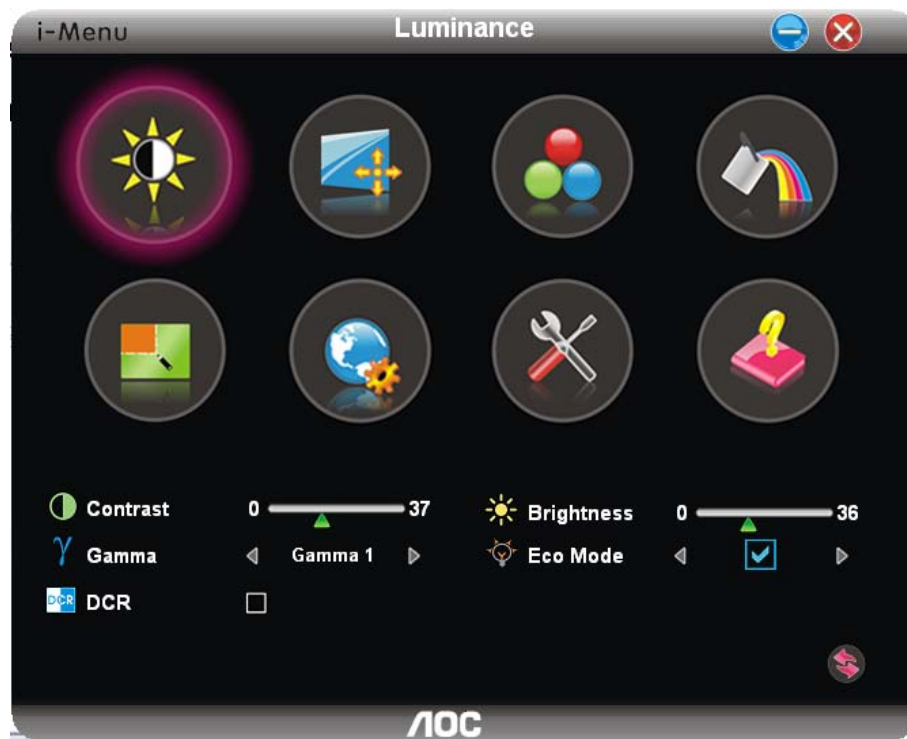 i-Menu Luminance
Contrast 0 37 Brightness 0 36
γ Gamma Gamma 1 Eco Mode
DCR DCR
AOC